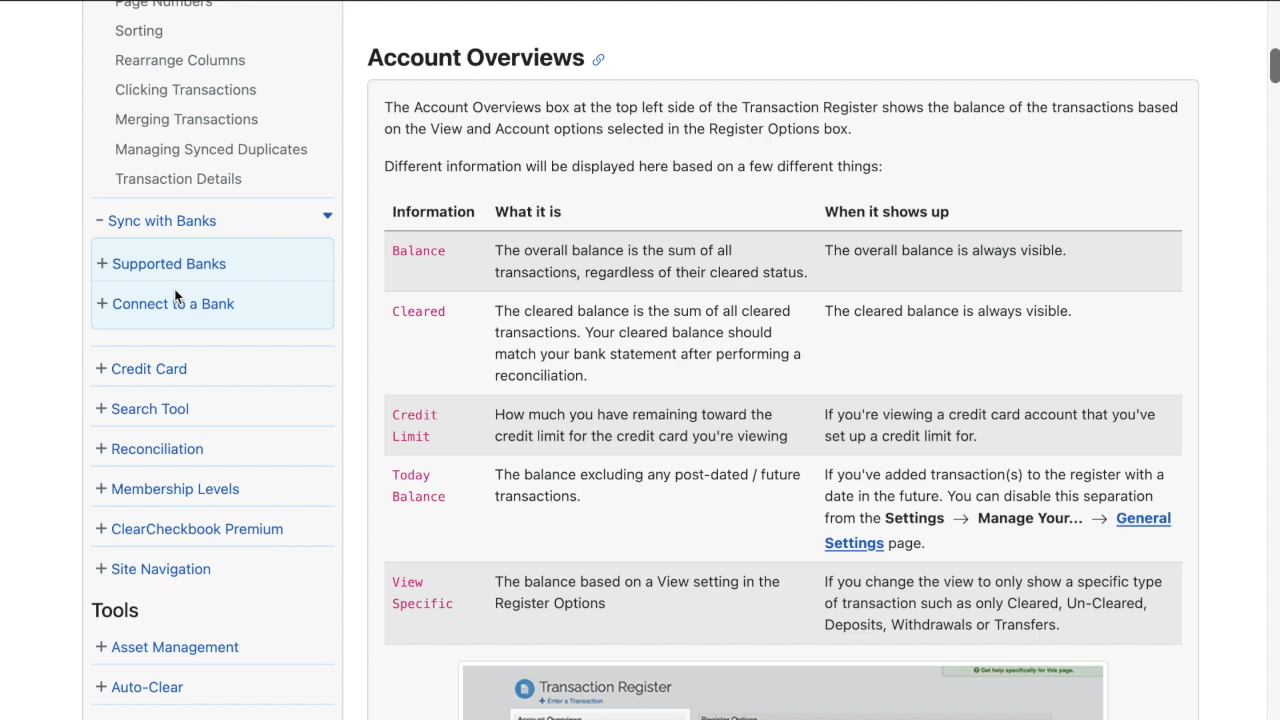 Page Numbers
Sorting
Rearrange Columns
Clicking Transactions
Merging Transactions
Managing Synced Duplicates
Transaction Details
− Sync with Banks
+ Supported Banks
+ Connect to a Bank
+ Credit Card
+ Search Tool
+ Reconciliation
+ Membership Levels
+ ClearCheckbook Premium
+ Site Navigation
Tools
+ Asset Management
+ Auto-Clear
Account Overviews
The Account Overviews box at the top left side of the Transaction Register shows the balance of the transactions based
on the View and Account options selected in the Register Options box.
Different information will be displayed here based on a few different things:
Information What it is When it shows up
Balance The overall balance is the sum of all The overall balance is always visible.
transactions, regardless of their cleared status.
Cleared The cleared balance is the sum of all cleared The cleared balance is always visible.
transactions. Your cleared balance should
match your bank statement after performing a
reconciliation.
Credit How much you have remaining toward the If you're viewing a credit card account that you've
Limit credit limit for the credit card you're viewing set up a credit limit for.
Today The balance excluding any post-dated / future If you've added transaction(s) to the register with a
Balance transactions. date in the future. You can disable this separation
from the Settings → Manage Your... → General
Settings page.
View The balance based on a View setting in the If you change the view to only show a specific type
Specific Register Options of transaction such as only Cleared, Un-Cleared,
Deposits, Withdrawals or Transfers.
Get help specifically for this page.
Transaction Register
+ Enter a Transaction
Account Overviews Register Options